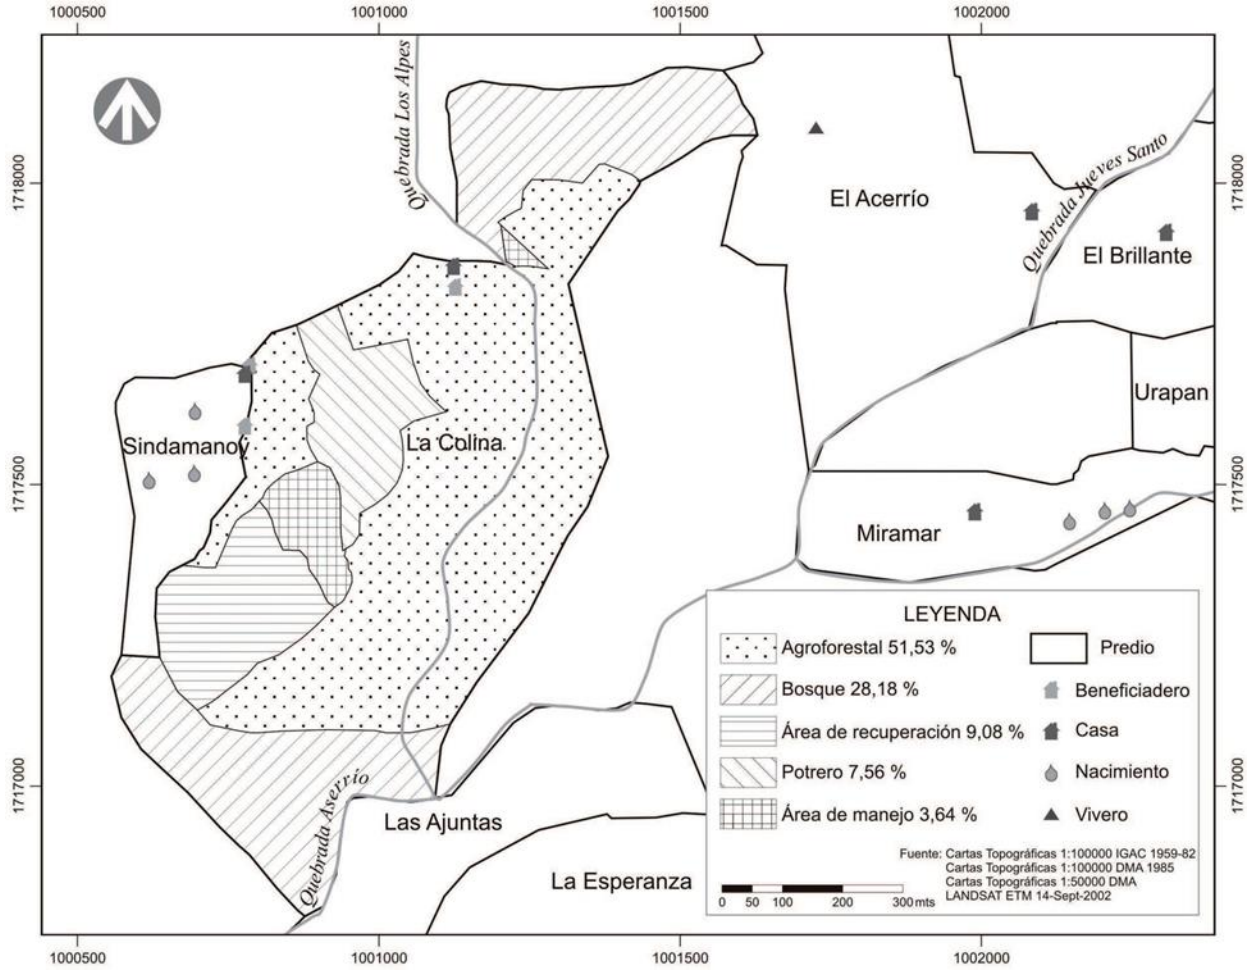 1000500 1001000 1001500 1002000
Quebrada Los Alpes
Quebrada Jueves Santo
1718000 1718000
El Acerrío
El Brillante
Urapan
Sindamanoy
La Colina
1717500 1717500
Miramar
LEYENDA
Agroforestal 51,53 %
Bosque 28,18 %
Área de recuperación 9,08 %
Potrero 7,56 %
Área de manejo 3,64 %
Predio
Beneficiadero
Casa
Nacimiento
Vivero
1717000 1717000
Quebrada Aserrío
Las Ajuntas
La Esperanza
Fuente: Cartas Topográficas 1:100000 IGAC 1959-82
Cartas Topográficas 1:100000 DMA 1985
Cartas Topográficas 1:50000 DMA
LANDSAT ETM 14-Sept-2002
0 50 100 200 300 mts
1000500 1001000 1001500 1002000